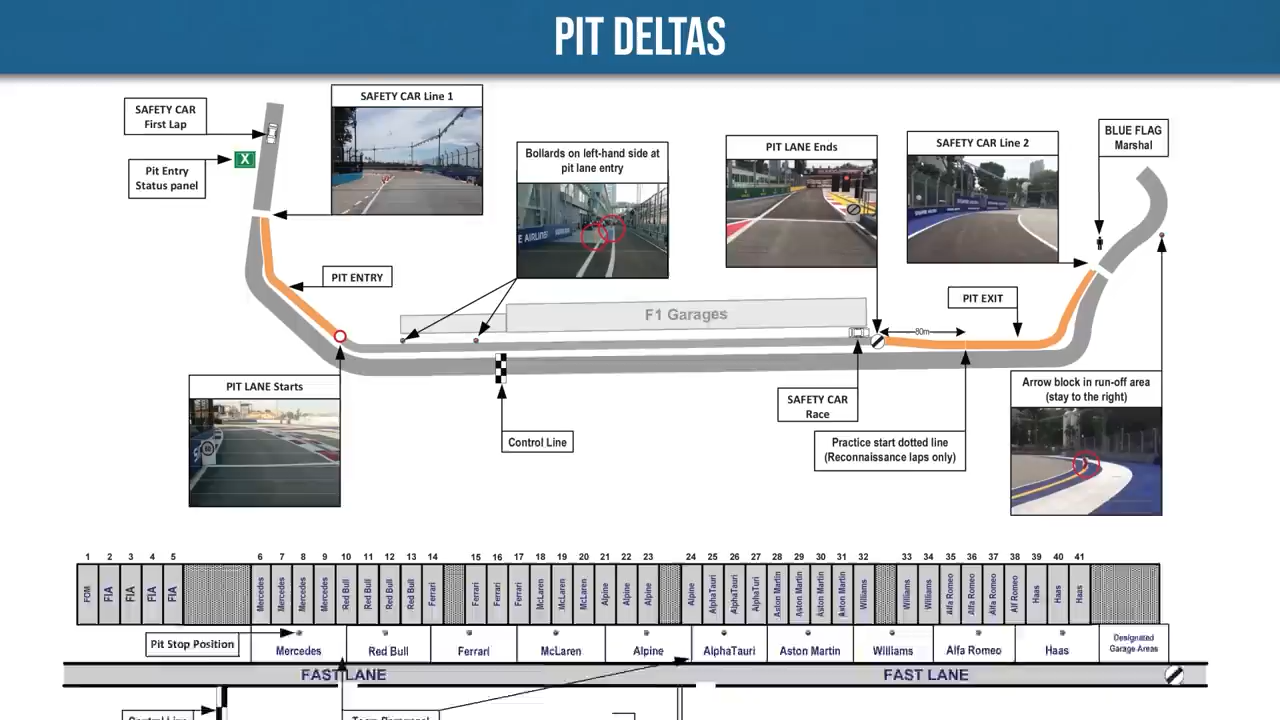 PIT DELTAS
SAFETY CAR
First Lap
X
Pit Entry
Status panel
SAFETY CAR Line 1
Bollards on left-hand side at
pit lane entry
E AIRLINE
PIT LANE Ends
SAFETY CAR Line 2
BLUE FLAG
Marshal
PIT ENTRY
F1 Garages
80m
PIT EXIT
PIT LANE Starts
SAFETY CAR
Race
Control Line
Practice start dotted line
(Reconnaissance laps only)
Arrow block in run-off area
(stay to the right)
1 2 3 4 5 6 7 8 9 10 11 12 13 14 15 16 17 18 19 20 21 22 23 24 25 26 27 28 29 30 31 32 33 34 35 36 37 38 39 40 41
FOM FIA FIA FIA FIA Mercedes Mercedes Mercedes Mercedes Red Bull Red Bull Red Bull Red Bull Ferrari Ferrari Ferrari Ferrari McLaren McLaren McLaren Alpine Alpine Alpine Alpine AlphaTauri AlphaTauri AlphaTuri Aston Martin Aston Martin Aston Martin Aston Martin Williams Williams Williams Alfa Romeo Alfa Romeo Alfa Romeo Alf Romeo Haas Haas Haas
Pit Stop Position
Mercedes Red Bull Ferrari McLaren Alpine AlphaTauri Aston Martin Williams Alfa Romeo Haas
Designated
Garage Areas
FAST LANE FAST LANE
Control Line